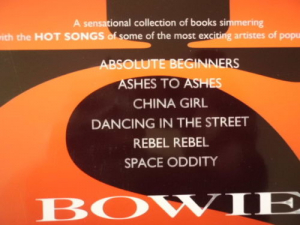 A sensational collection of books simmering
with the HOT SONGS of some of the most exciting artistes of popu
ABSOLUTE BEGINNERS
ASHES TO ASHES
CHINA GIRL
DANCING IN THE STREET
REBEL REBEL
SPACE ODDITY
BOWIE